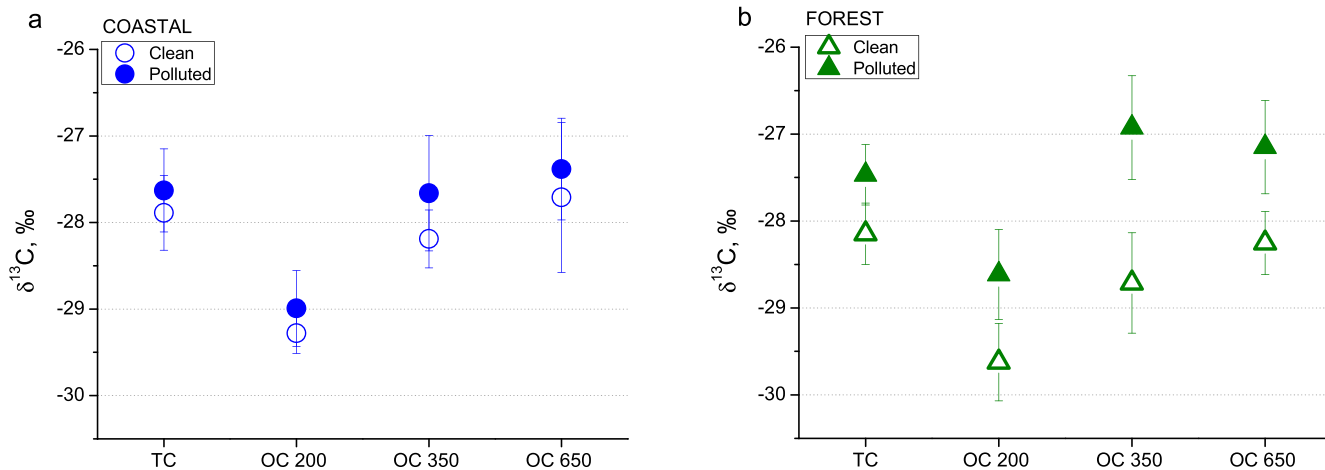 a
COASTAL
Clean
Polluted
-26
-27
-28
-29
-30
δ¹³C, ‰
TC OC 200 OC 350 OC 650
b
FOREST
Clean
Polluted
-26
-27
-28
-29
-30
δ¹³C, ‰
TC OC 200 OC 350 OC 650